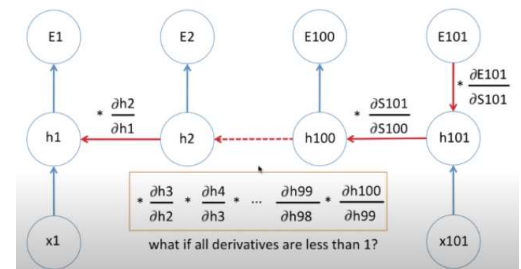 E1 E2 E100 E101
* ∂E101/∂S101
* ∂h2/∂h1
* ∂S101/∂S100
h1 h2 h100 h101
* ∂h3/∂h2 * ∂h4/∂h3 * ... ∂h99/∂h98 * ∂h100/∂h99
x1 x101
what if all derivatives are less than 1?